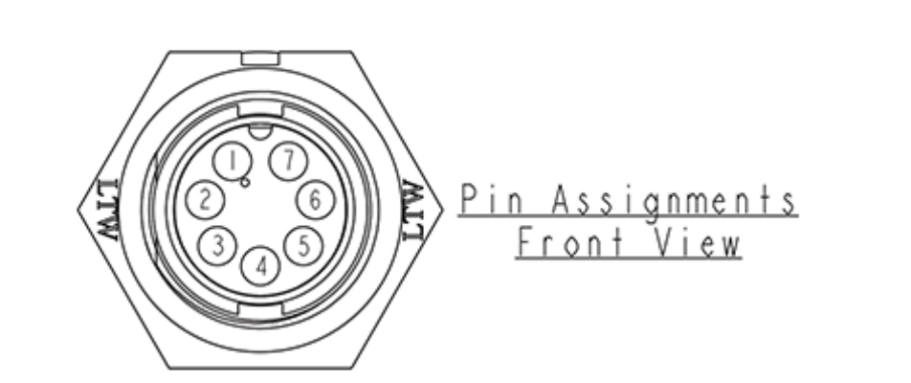 1 7
2 6
3 5
4
LTW
LTW
Pin Assignments
Front View